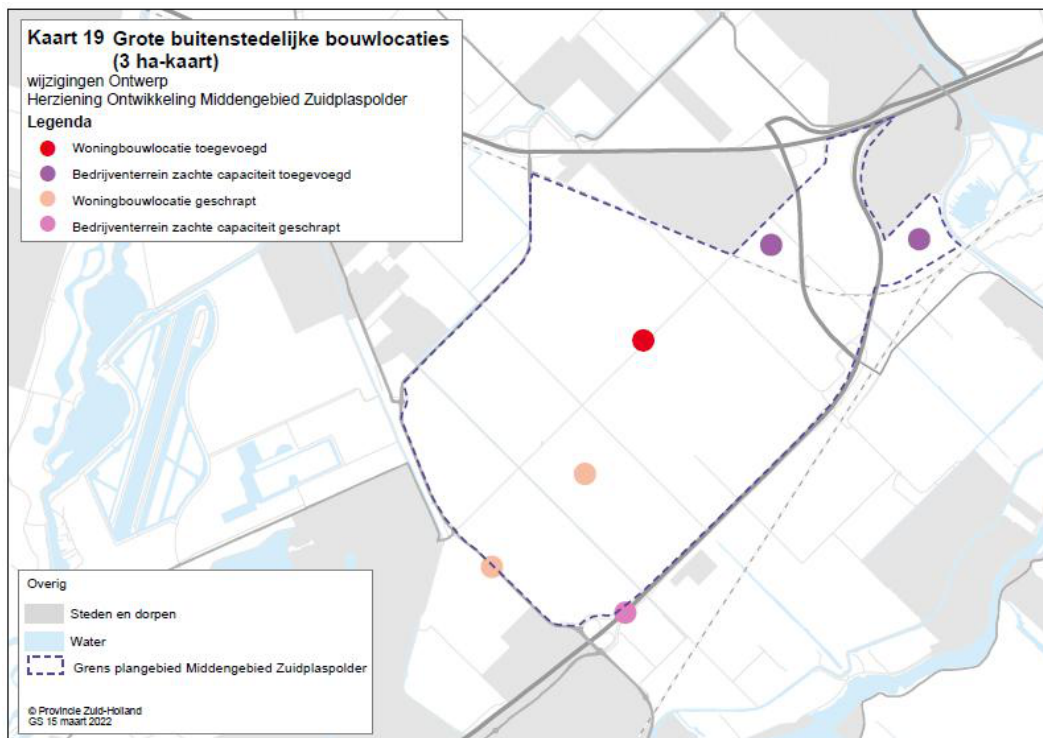 Kaart 19 Grote buitenstedelijke bouwlocaties
(3 ha-kaart)
wijzigingen Ontwerp
Herziening Ontwikkeling Middengebied Zuidplaspolder
Legenda
Woningbouwlocatie toegevoegd
Bedrijventerrein zachte capaciteit toegevoegd
Woningbouwlocatie geschrapt
Bedrijventerrein zachte capaciteit geschrapt
Overig
Steden en dorpen
Water
Grens plangebied Middengebied Zuidplaspolder
© Provincie Zuid-Holland
GS 15 maart 2022